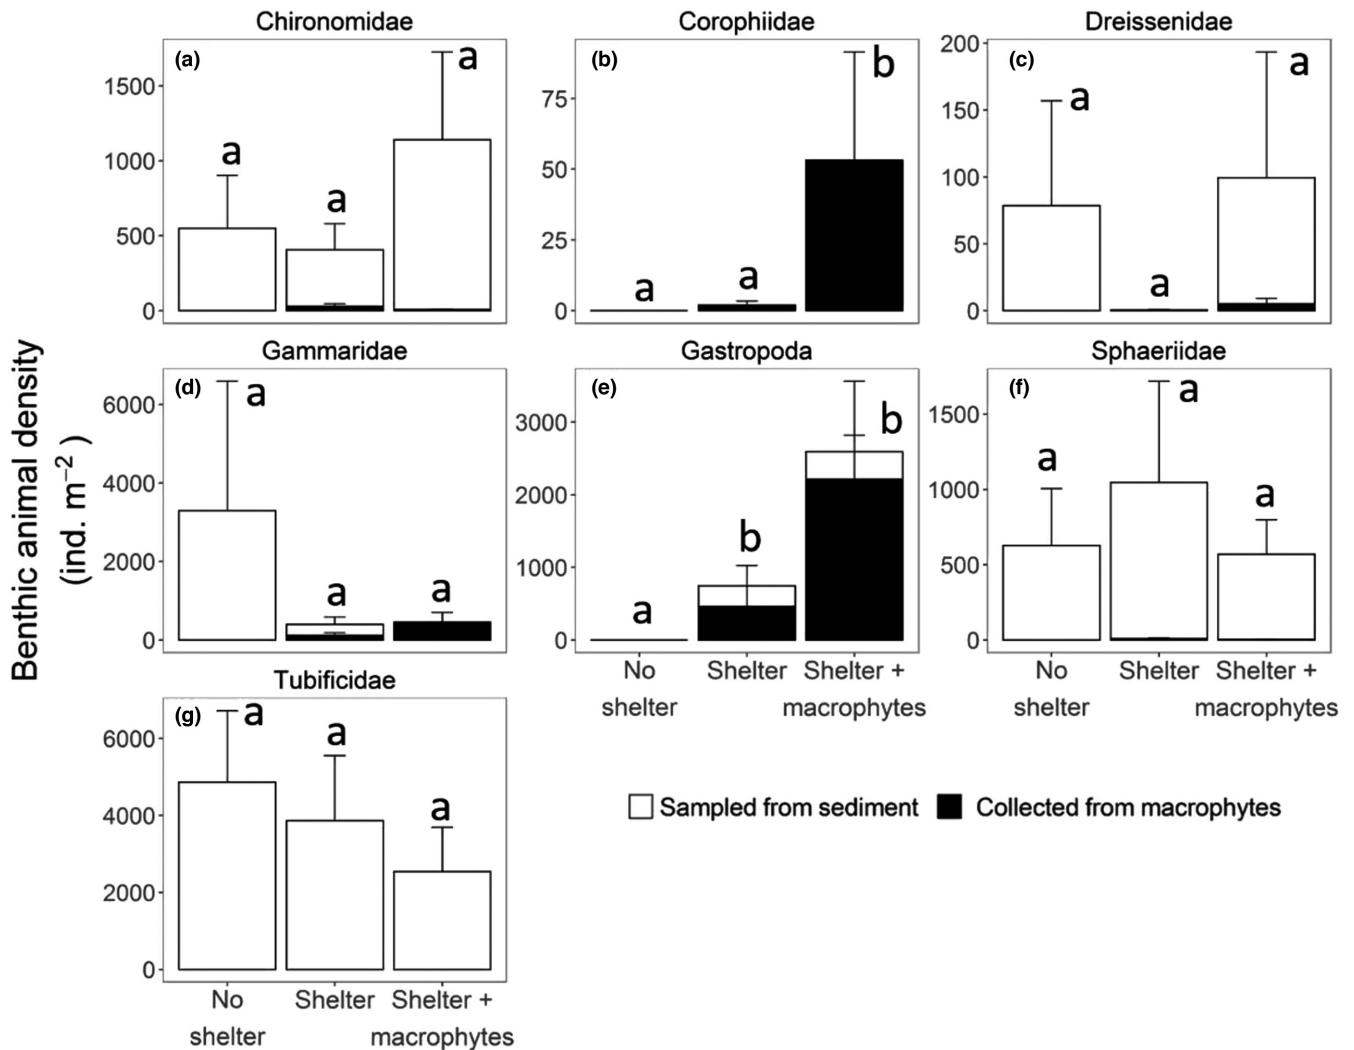 Chironomidae
Corophiidae
Dreissenidae
(a)
1500
1000
500
0
a
a
a
(b)
75
50
25
0
a
a
b
(c)
200
150
100
50
0
a
a
a
Gammaridae
Gastropoda
Sphaeriidae
Benthic animal density
(ind. m−2 )
(d)
6000
4000
2000
0
a
a
a
(e)
3000
2000
1000
0
a
b
b
No
shelter
Shelter
Shelter +
macrophytes
(f)
1500
1000
500
0
a
a
a
No
shelter
Shelter
Shelter +
macrophytes
Tubificidae
(g)
6000
4000
2000
0
a
a
a
No
shelter
Shelter
Shelter +
macrophytes
Sampled from sediment
Collected from macrophytes